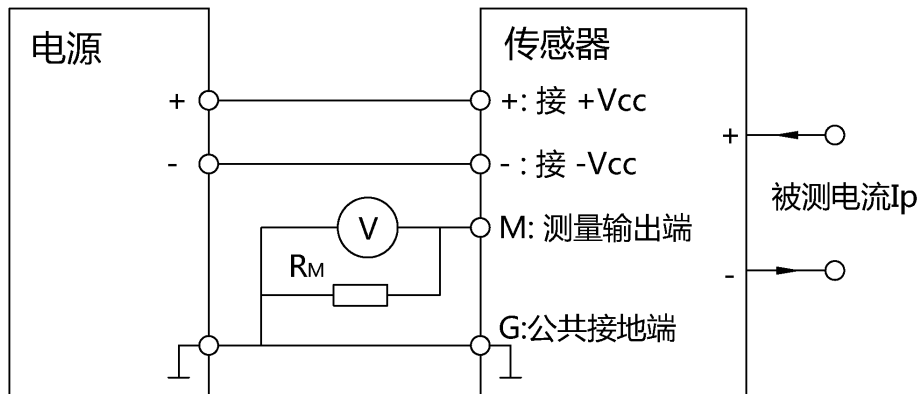 电源
传感器
+
+: 接 +Vcc
+
-
- : 接 -Vcc
被测电流Ip
V
M: 测量输出端
RM
-
G:公共接地端